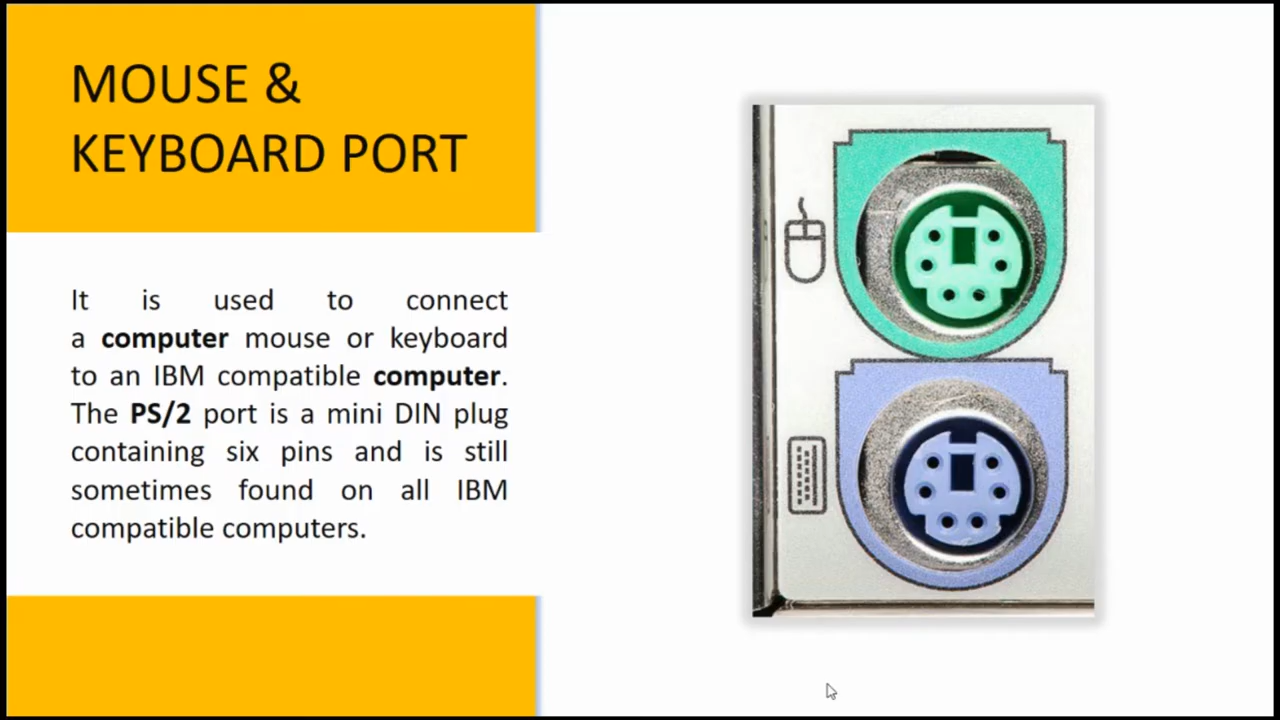 MOUSE &
KEYBOARD PORT
It is used to connect
a computer mouse or keyboard
to an IBM compatible computer.
The PS/2 port is a mini DIN plug
containing six pins and is still
sometimes found on all IBM
compatible computers.